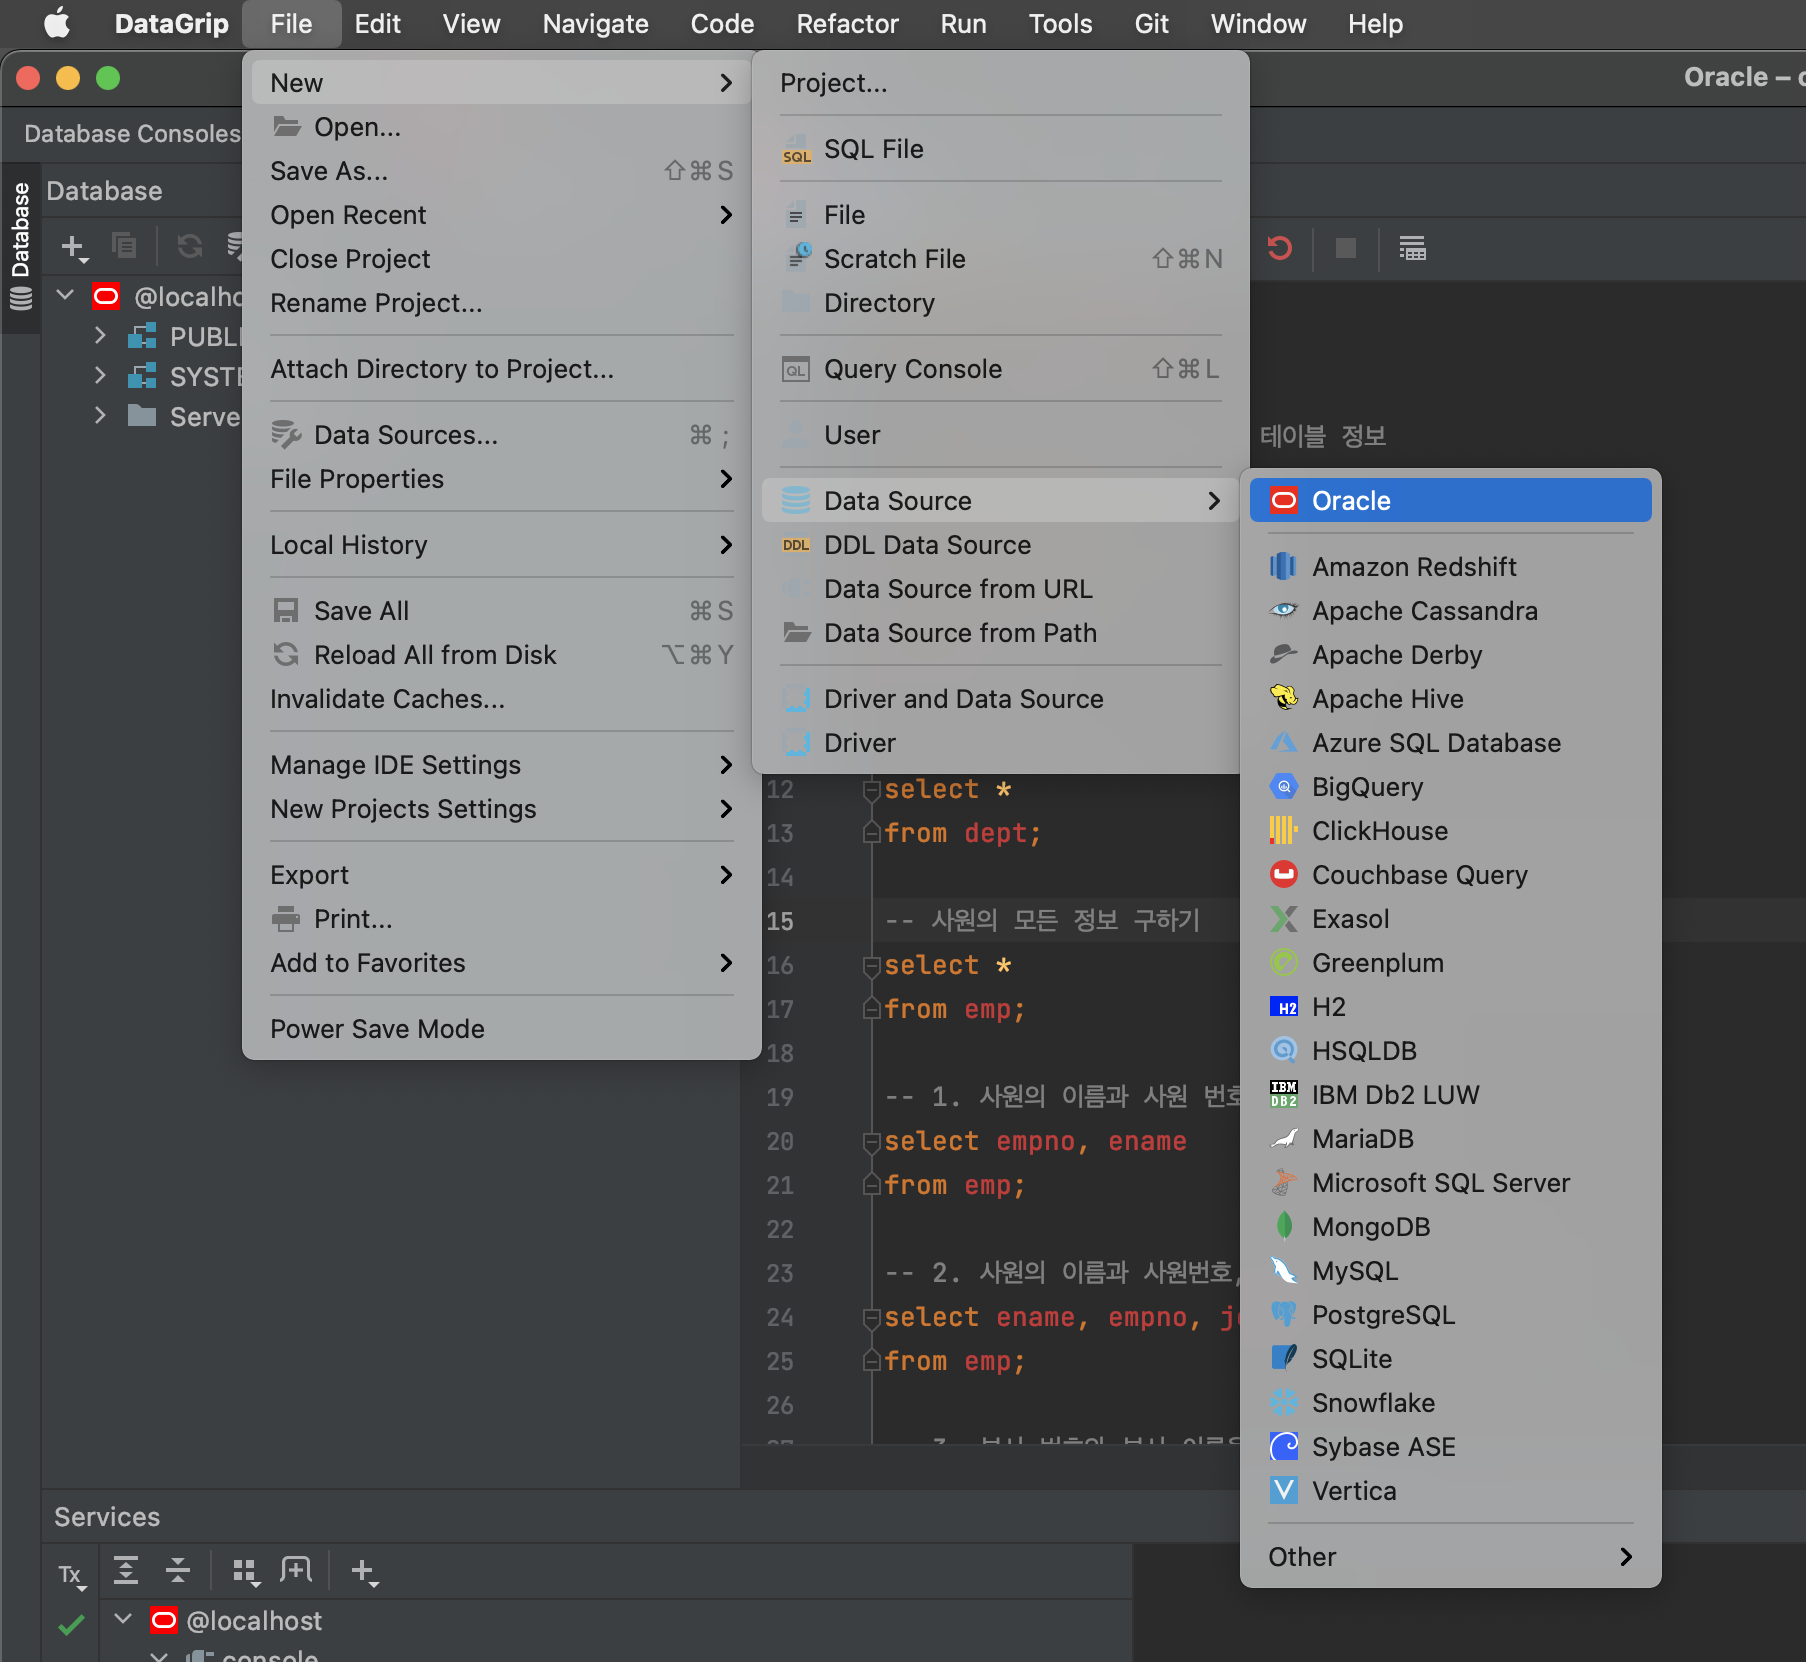 DataGrip File Edit View Navigate Code Refactor Run Tools Git Window Help
Oracle –
Database Consoles
Database
Database
@localho
PUBLI
SYSTE
Serve
New
Open...
Save As... ⇧⌘S
Open Recent
Close Project
Rename Project...
Attach Directory to Project...
Data Sources... ⌘;
File Properties
Local History
Save All ⌘S
Reload All from Disk ⌥⌘Y
Invalidate Caches...
Manage IDE Settings
New Projects Settings
Export
Print...
Add to Favorites
Power Save Mode
Project...
SQL SQL File
File
Scratch File ⇧⌘N
Directory
QL Query Console ⇧⌘L
User
Data Source
DDL DDL Data Source
Data Source from URL
Data Source from Path
Driver and Data Source
Driver
Oracle
Amazon Redshift
Apache Cassandra
Apache Derby
Apache Hive
Azure SQL Database
BigQuery
ClickHouse
Couchbase Query
Exasol
Greenplum
H2 H2
HSQLDB
IBM DB2 IBM Db2 LUW
MariaDB
Microsoft SQL Server
MongoDB
MySQL
PostgreSQL
SQLite
Snowflake
Sybase ASE
Vertica
Other
테이블 정보
12 select *
13 from dept;
14
15 -- 사원의 모든 정보 구하기
16 select *
17 from emp;
18
19 -- 1. 사원의 이름과 사원 번호
20 select empno, ename
21 from emp;
22
23 -- 2. 사원의 이름과 사원번호,
24 select ename, empno, j
25 from emp;
26
Services
Tx
@localhost
console